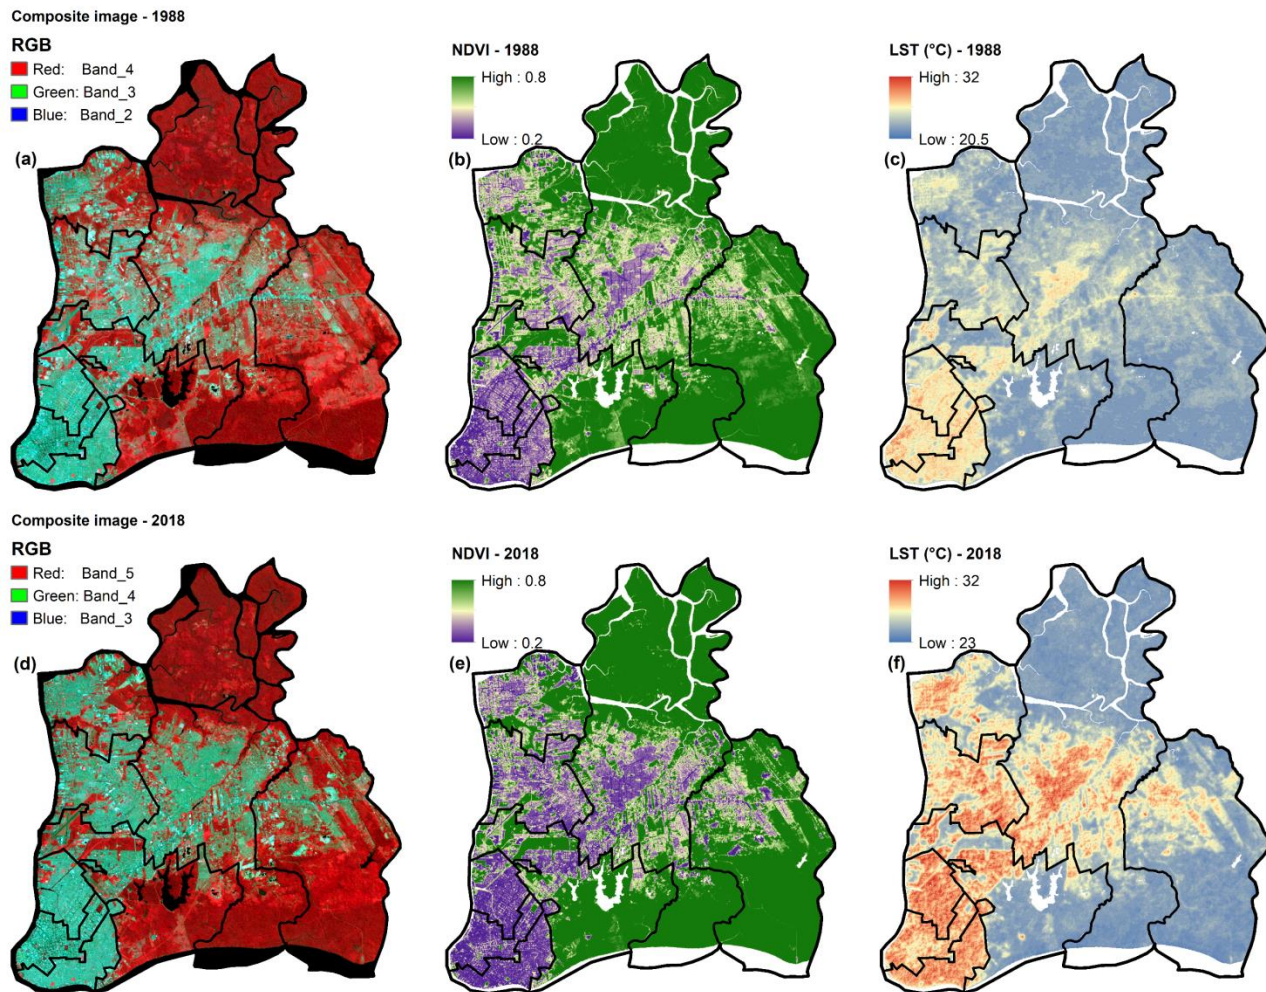 Composite image - 1988
RGB
Red: Band_4
Green: Band_3
Blue: Band_2
(a)
NDVI - 1988
High : 0.8
Low : 0.2
(b)
LST (°C) - 1988
High : 32
Low : 20.5
(c)
Composite image - 2018
RGB
Red: Band_5
Green: Band_4
Blue: Band_3
(d)
NDVI - 2018
High : 0.8
Low : 0.2
(e)
LST (°C) - 2018
High : 32
Low : 23
(f)